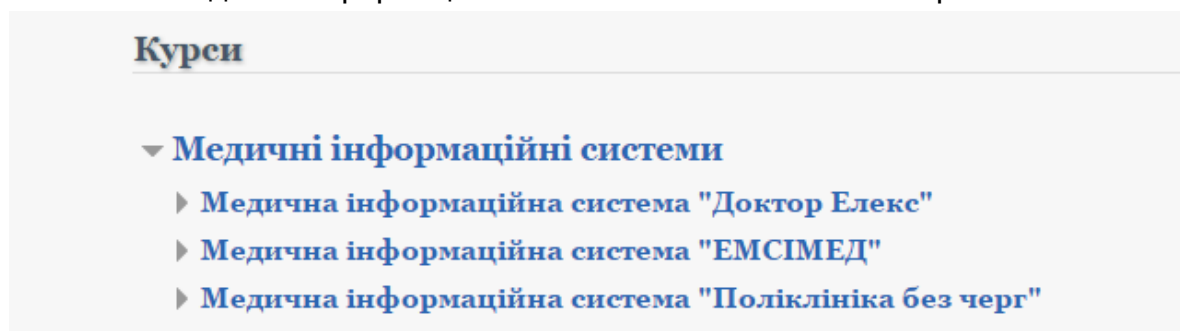 Курси
Медичні інформаційні системи
Медична інформаційна система "Доктор Елекс"
Медична інформаційна система "ЕМСІМЕД"
Медична інформаційна система "Поліклініка без черг"